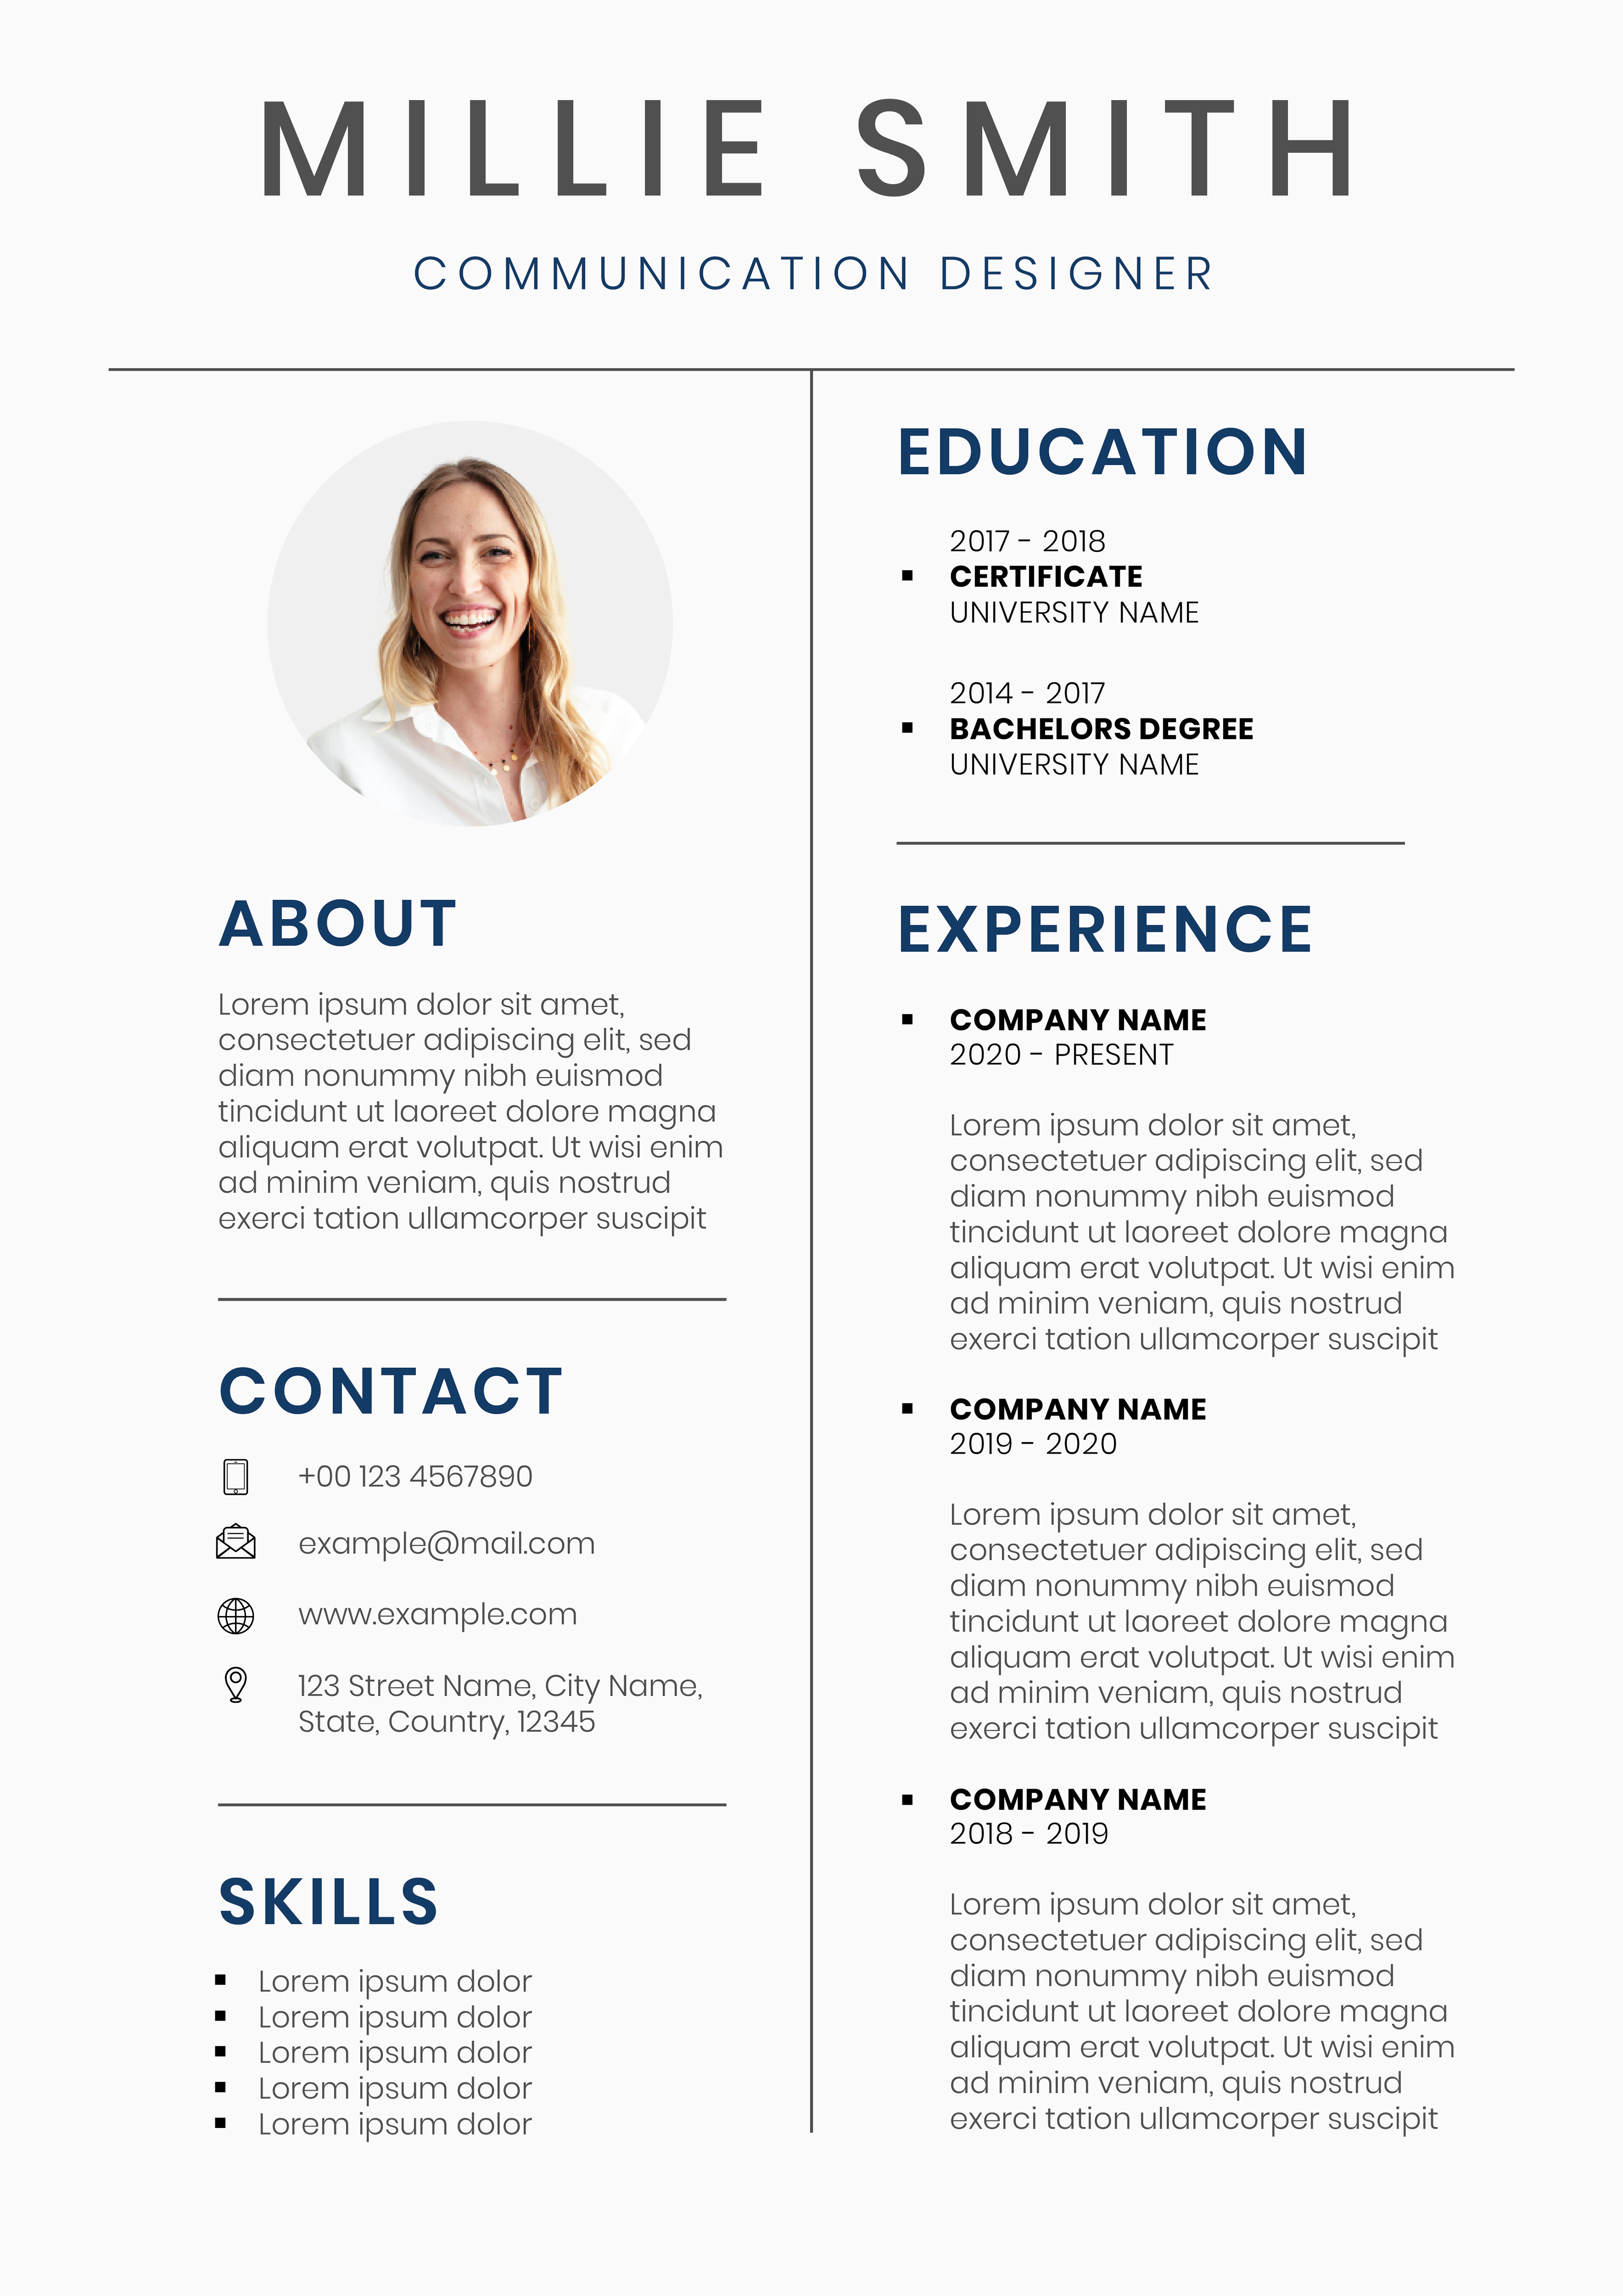 MILLIE SMITH
COMMUNICATION DESIGNER
ABOUT
Lorem ipsum dolor sit amet,
consectetuer adipiscing elit, sed
diam nonummy nibh euismod
tincidunt ut laoreet dolore magna
aliquam erat volutpat. Ut wisi enim
ad minim veniam, quis nostrud
exerci tation ullamcorper suscipit
CONTACT
+00 123 4567890
example@mail.com
www.example.com
123 Street Name, City Name,
State, Country, 12345
SKILLS
Lorem ipsum dolor
Lorem ipsum dolor
Lorem ipsum dolor
Lorem ipsum dolor
Lorem ipsum dolor
EDUCATION
2017 - 2018
CERTIFICATE
UNIVERSITY NAME
2014 - 2017
BACHELORS DEGREE
UNIVERSITY NAME
EXPERIENCE
COMPANY NAME
2020 - PRESENT
Lorem ipsum dolor sit amet,
consectetuer adipiscing elit, sed
diam nonummy nibh euismod
tincidunt ut laoreet dolore magna
aliquam erat volutpat. Ut wisi enim
ad minim veniam, quis nostrud
exerci tation ullamcorper suscipit
COMPANY NAME
2019 - 2020
Lorem ipsum dolor sit amet,
consectetuer adipiscing elit, sed
diam nonummy nibh euismod
tincidunt ut laoreet dolore magna
aliquam erat volutpat. Ut wisi enim
ad minim veniam, quis nostrud
exerci tation ullamcorper suscipit
COMPANY NAME
2018 - 2019
Lorem ipsum dolor sit amet,
consectetuer adipiscing elit, sed
diam nonummy nibh euismod
tincidunt ut laoreet dolore magna
aliquam erat volutpat. Ut wisi enim
ad minim veniam, quis nostrud
exerci tation ullamcorper suscipit